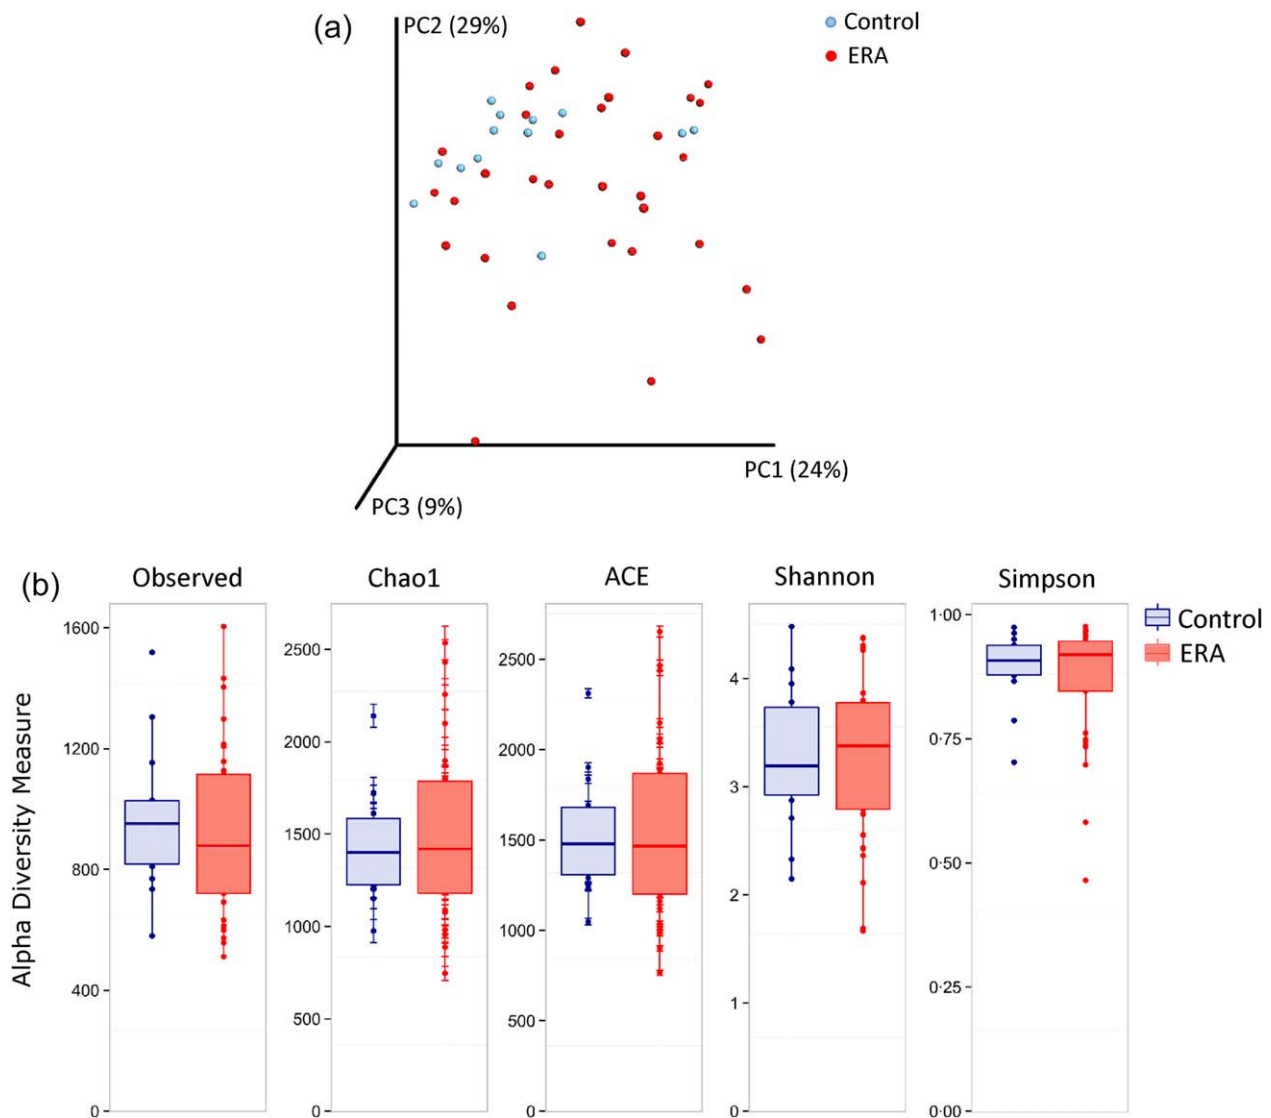 (a)
PC2 (29%)
Control
ERA
PC1 (24%)
PC3 (9%)
(b)
Observed Chao1 ACE Shannon Simpson
Alpha Diversity Measure
1600
1200
800
400
0
2500
2000
1500
1000
500
0
2500
2000
1500
1000
500
0
4
3
2
1
0
1·00
0·75
0·50
0·25
0·00
Control
ERA